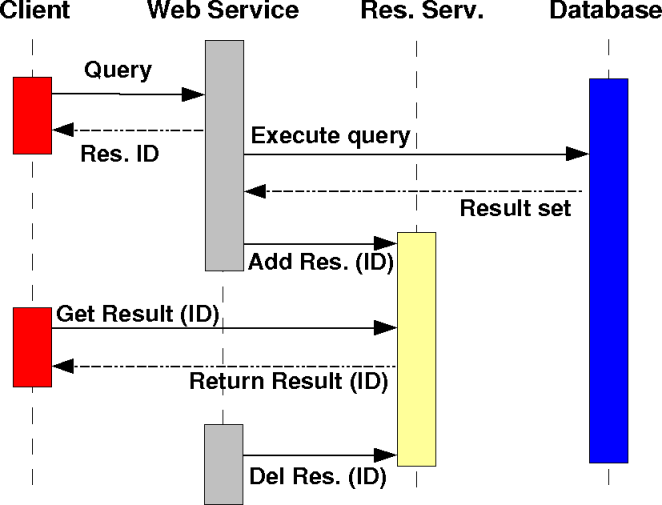 Client
Web Service
Res. Serv.
Database
Query
Res. ID
Execute query
Result set
Add Res. (ID)
Get Result (ID)
Return Result (ID)
Del Res. (ID)